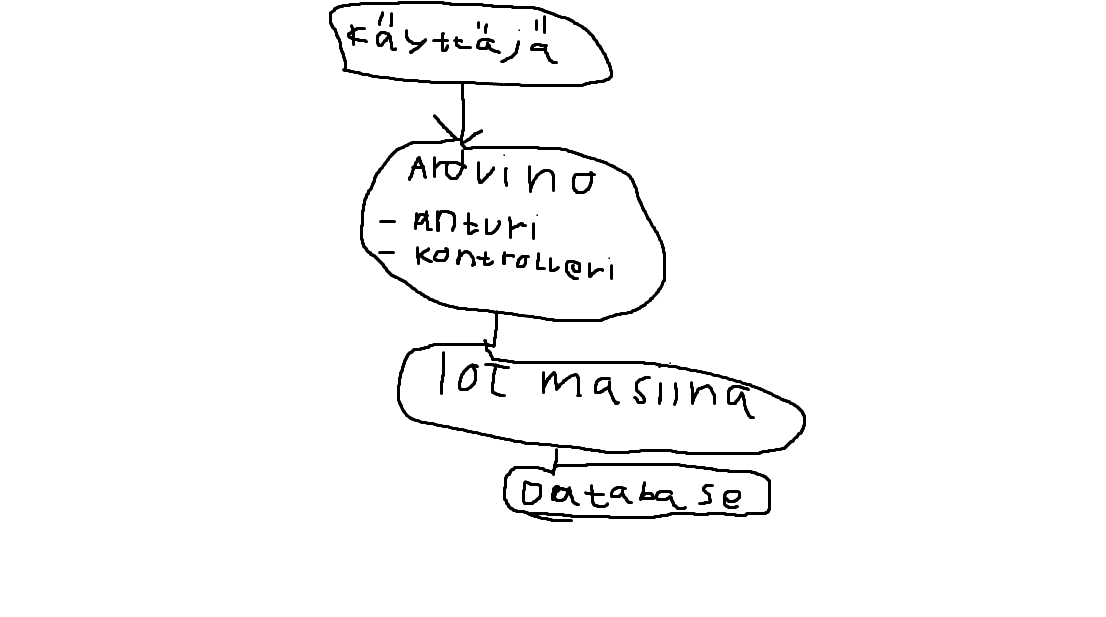 Käyttäjä
Arduino
- anturi
- kontrolleri
IoT masiina
Database